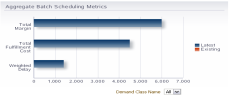 Aggregate Batch Scheduling Metrics
Total
Margin
Total
Fulfillment
Cost
Weighted
Delay
Latest
Existing
0 1,000 2,000 3,000 4,000 5,000 6,000 7,000
Demand Class Name All